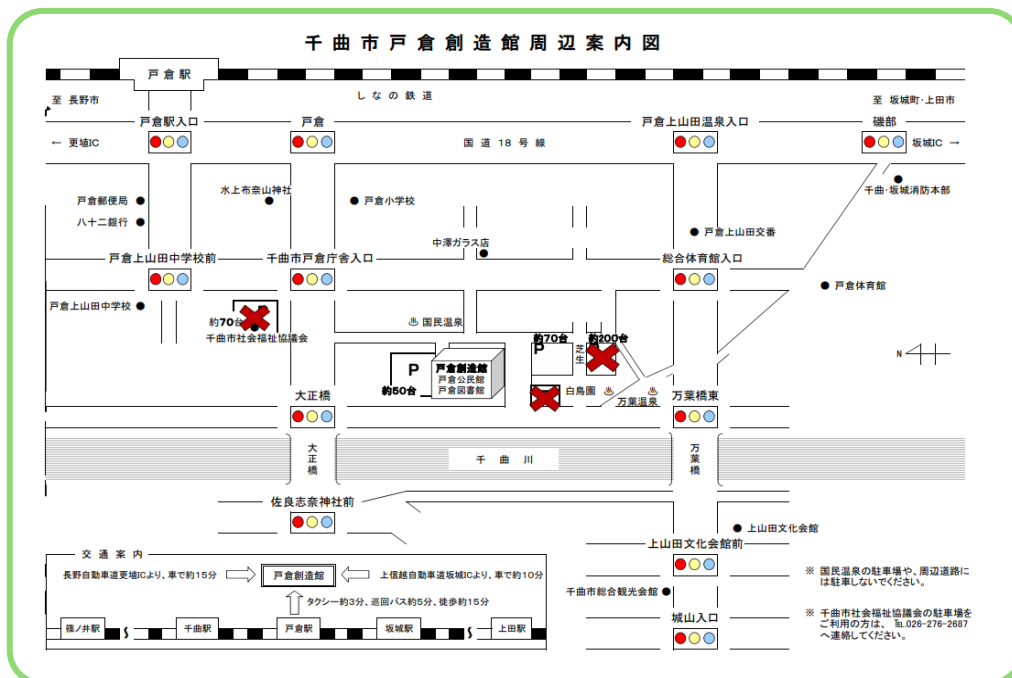 千曲市戸倉創造館周辺案内図
戸倉駅
しなの鉄道
至 長野市
至 坂城町・上田市
戸倉駅入口
戸倉
戸倉上山田温泉入口
磯部
← 更埴IC
国道18号線
坂城IC →
千曲・坂城消防本部
水上布奈山神社
戸倉郵便局
戸倉小学校
八十二銀行
戸倉上山田交番
中澤ガラス店
戸倉上山田中学校前
千曲市戸倉庁舎入口
総合体育館入口
戸倉体育館
戸倉上山田中学校
約70台
千曲市社会福祉協議会
国民温泉
約70台
P
芝生
約200台
N
P
約50台
戸倉創造館
戸倉公民館
戸倉図書館
白鳥園
万葉温泉
大正橋
万葉橋東
大正橋
千曲川
万葉橋
佐良志奈神社前
上山田文化会館
上山田文化会館前
千曲市総合観光会館
城山入口
交通案内
長野自動車道更埴ICより、車で約15分
戸倉創造館
上信越自動車道坂城ICより、車で約10分
タクシー約3分、巡回バス約5分、徒歩約15分
篠ノ井駅
千曲駅
戸倉駅
坂城駅
上田駅
※ 国民温泉の駐車場や、周辺道路に
は駐車しないでください。
※ 千曲市社会福祉協議会の駐車場を
ご利用の方は、 ℡026-276-2687
へ連絡してください。